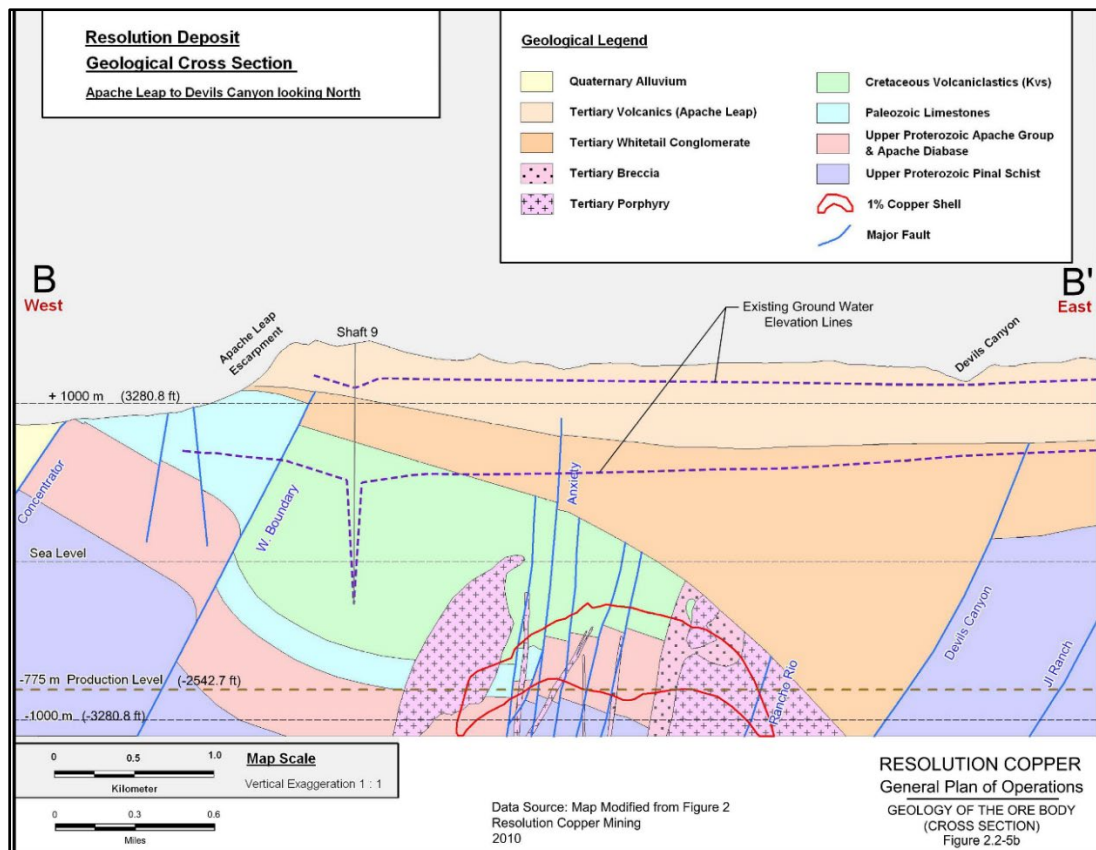 Resolution Deposit
Geological Cross Section
Apache Leap to Devils Canyon looking North
Geological Legend
Quaternary Alluvium
Tertiary Volcanics (Apache Leap)
Tertiary Whitetail Conglomerate
Tertiary Breccia
Tertiary Porphyry
Cretaceous Volcaniclastics (Kvs)
Paleozoic Limestones
Upper Proterozoic Apache Group
& Apache Diabase
Upper Proterozoic Pinal Schist
1% Copper Shell
Major Fault
B
West
B'
East
Apache Leap
Escarpment
Shaft 9
Existing Ground Water
Elevation Lines
Devils Canyon
+ 1000 m (3280.8 ft)
Concentrator
W. Boundary
Anxiety
Sea Level
Devils Canyon
JI Ranch
Rancho Rio
-775 m Production Level (-2542.7 ft)
-1000 m (-3280.8 ft)
0 0.5 1.0
Kilometer
Map Scale
Vertical Exaggeration 1 : 1
0 0.3 0.6
Miles
Data Source: Map Modified from Figure 2
Resolution Copper Mining
2010
RESOLUTION COPPER
General Plan of Operations
GEOLOGY OF THE ORE BODY
(CROSS SECTION)
Figure 2.2-5b